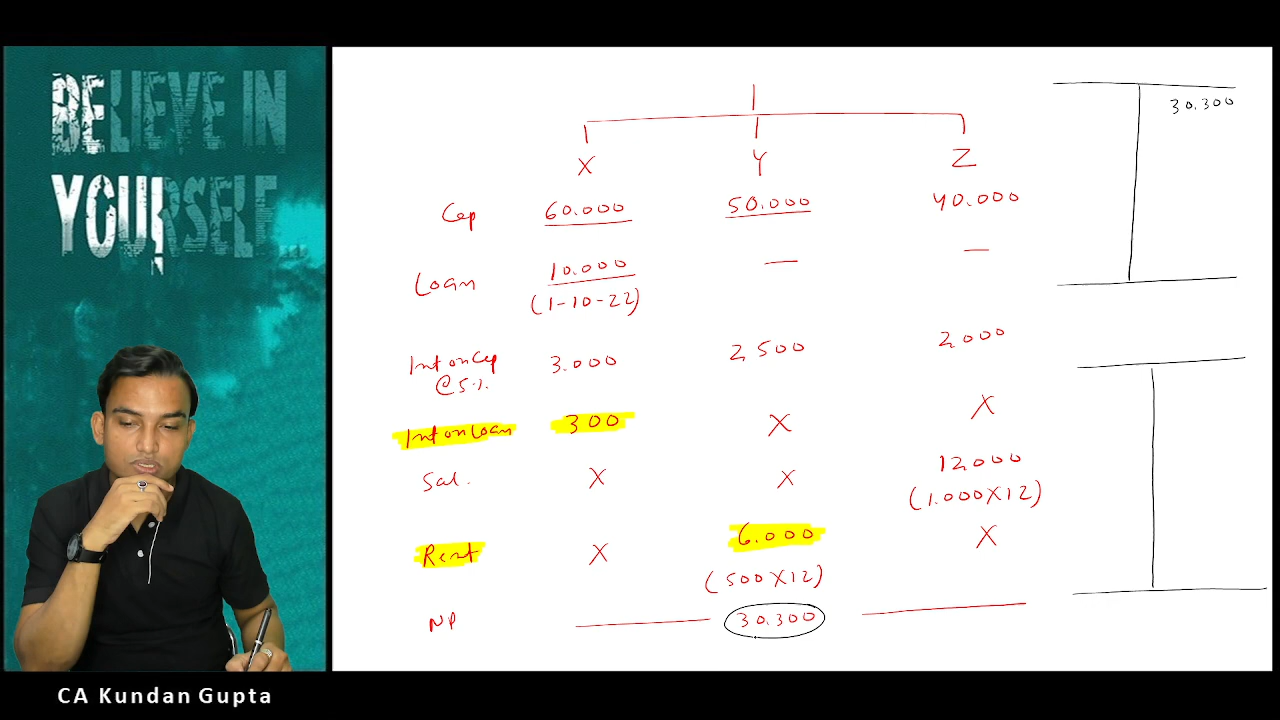 BELIEVE IN
YOURSELF
30.300
X Y Z
Cap 60.000 50.000 40.000
Loan 10.000 — —
(1-10-22)
Int on Cap 3.000 2.500 2.000
@ 5%.
Int on Loan 300 X X
Sal. X X 12.000
(1.000X12)
Rent X 6.000 X
(500X12)
NP 30.300
CA Kundan Gupta